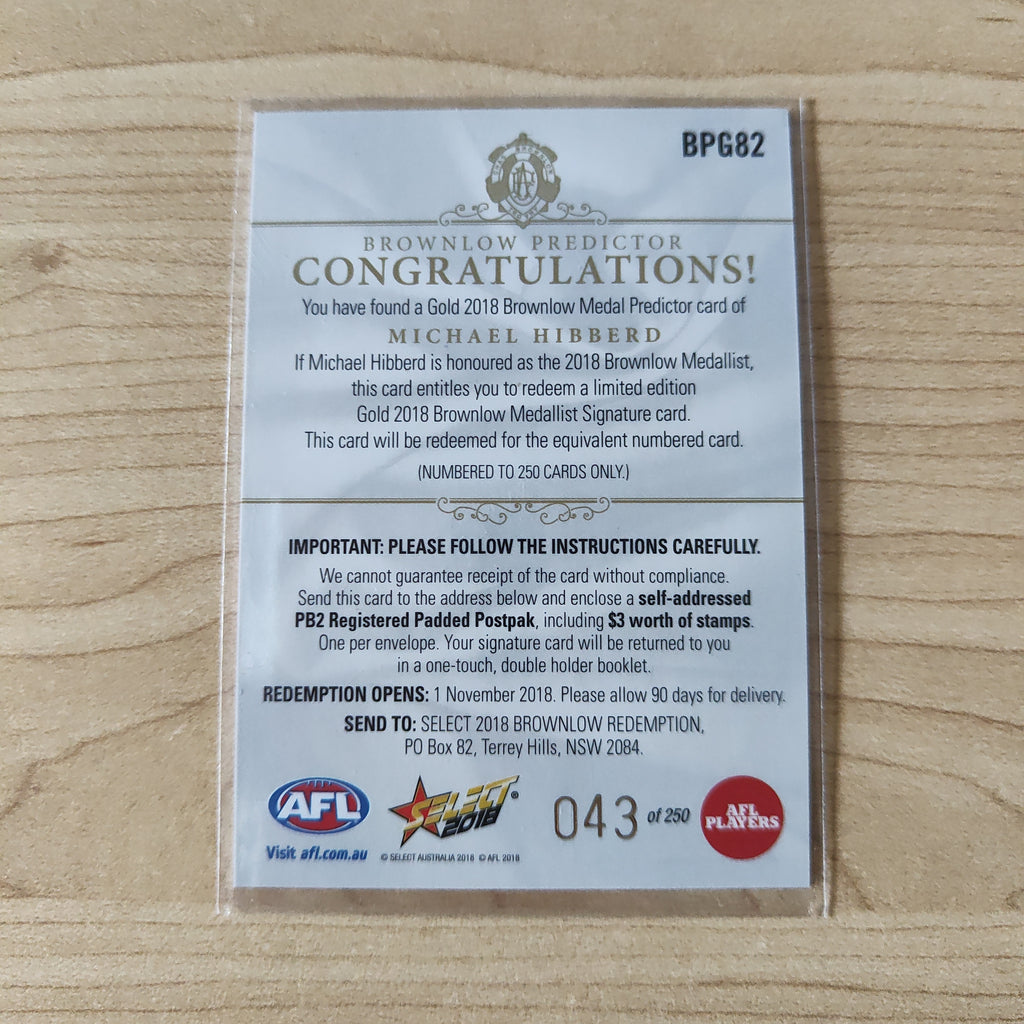 BPG82
BROWNLOW PREDICTOR
CONGRATULATIONS!
You have found a Gold 2018 Brownlow Medal Predictor card of
MICHAEL HIBBERD
If Michael Hibberd is honoured as the 2018 Brownlow Medallist,
this card entitles you to redeem a limited edition
Gold 2018 Brownlow Medallist Signature card.
This card will be redeemed for the equivalent numbered card.
(NUMBERED TO 250 CARDS ONLY.)
IMPORTANT: PLEASE FOLLOW THE INSTRUCTIONS CAREFULLY.
We cannot guarantee receipt of the card without compliance.
Send this card to the address below and enclose a self-addressed
PB2 Registered Padded Postpak, including $3 worth of stamps.
One per envelope. Your signature card will be returned to you
in a one-touch, double holder booklet.
REDEMPTION OPENS: 1 November 2018. Please allow 90 days for delivery.
SEND TO: SELECT 2018 BROWNLOW REDEMPTION,
PO Box 82, Terrey Hills, NSW 2084.
AFL
Visit afl.com.au
SELECT®
2018
© SELECT AUSTRALIA 2018 © AFL 2018
043 of 250
AFL
PLAYERS